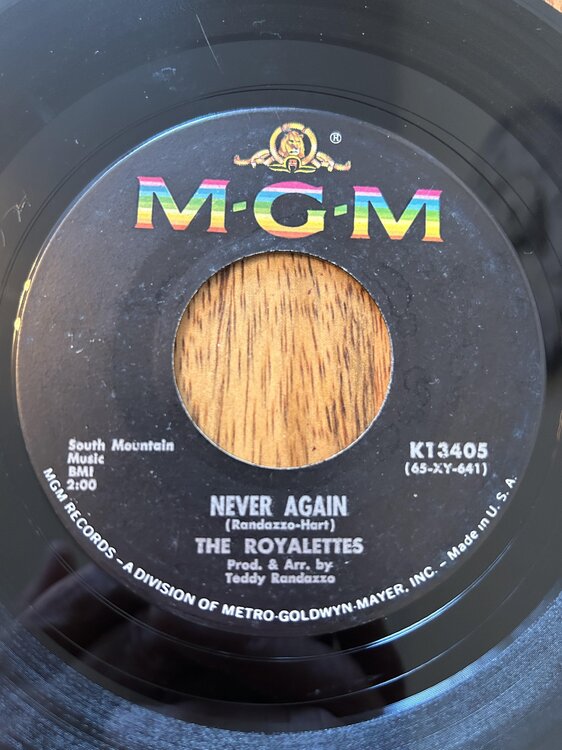 ®
M-G-M
South Mountain
Music
BMI
2:00
K13405
(65-XY-641)
NEVER AGAIN
(Randazzo-Hart)
THE ROYALETTES
Prod. & Arr. by
Teddy Randazzo
MGM RECORDS – A DIVISION OF METRO-GOLDWYN-MAYER, INC. – Made in U. S. A.